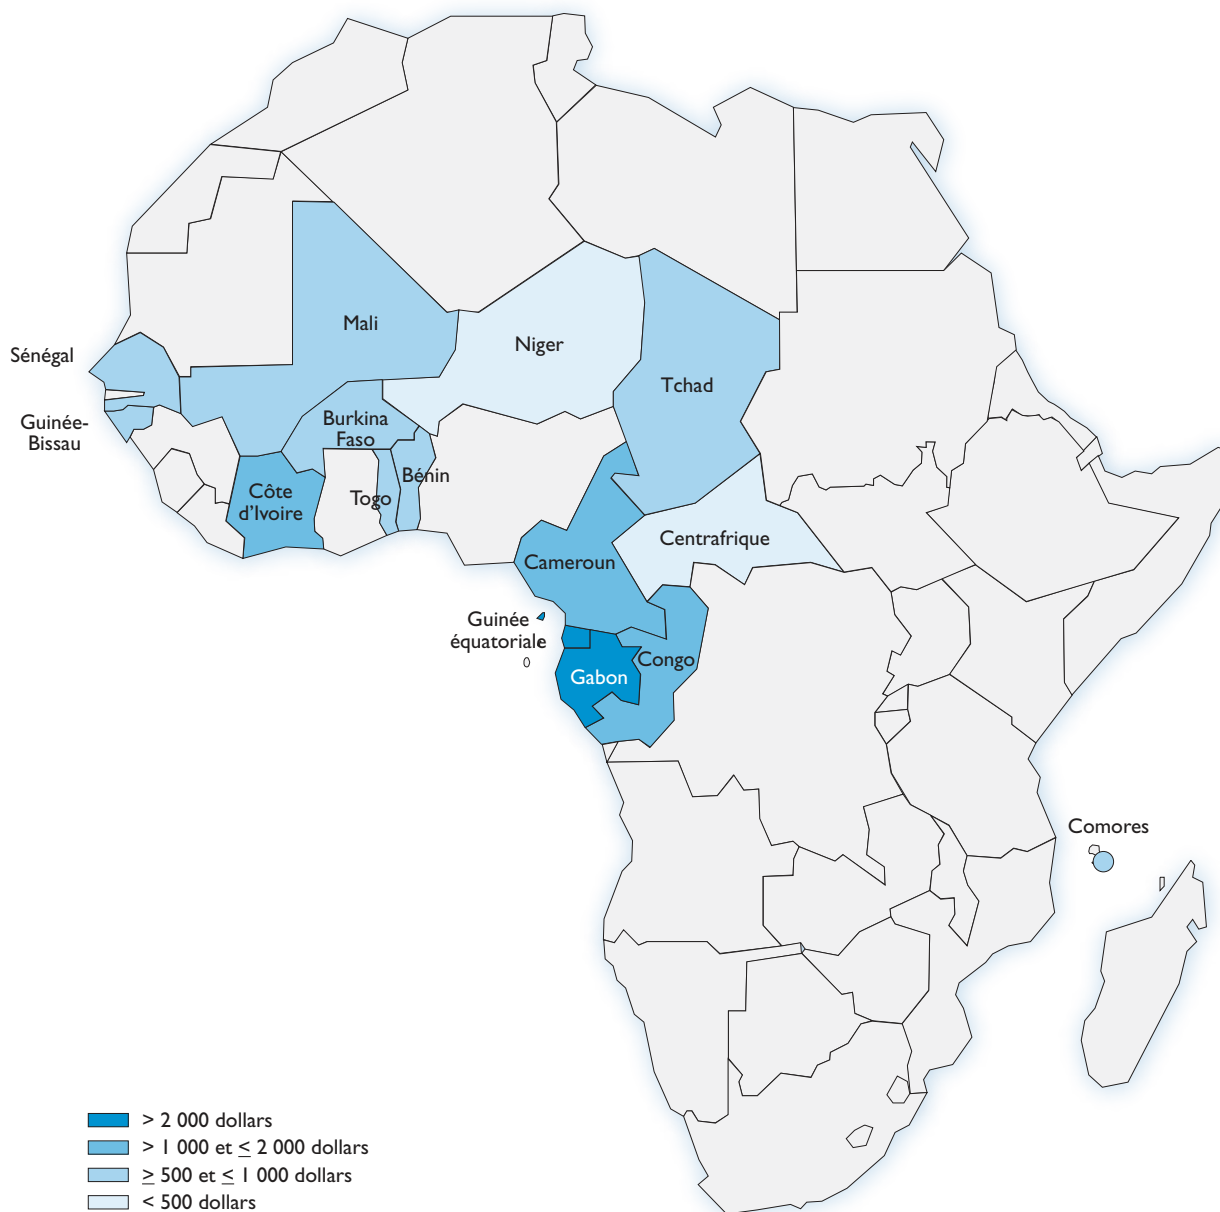 Mali
Niger
Sénégal
Tchad
Guinée-
Bissau
Burkina
Faso
Bénin
Togo
Côte
d’Ivoire
Centrafrique
Cameroun
Guinée
équatoriale
Congo
Gabon
Comores
> 2 000 dollars
> 1 000 et ≤ 2 000 dollars
≥ 500 et ≤ 1 000 dollars
< 500 dollars